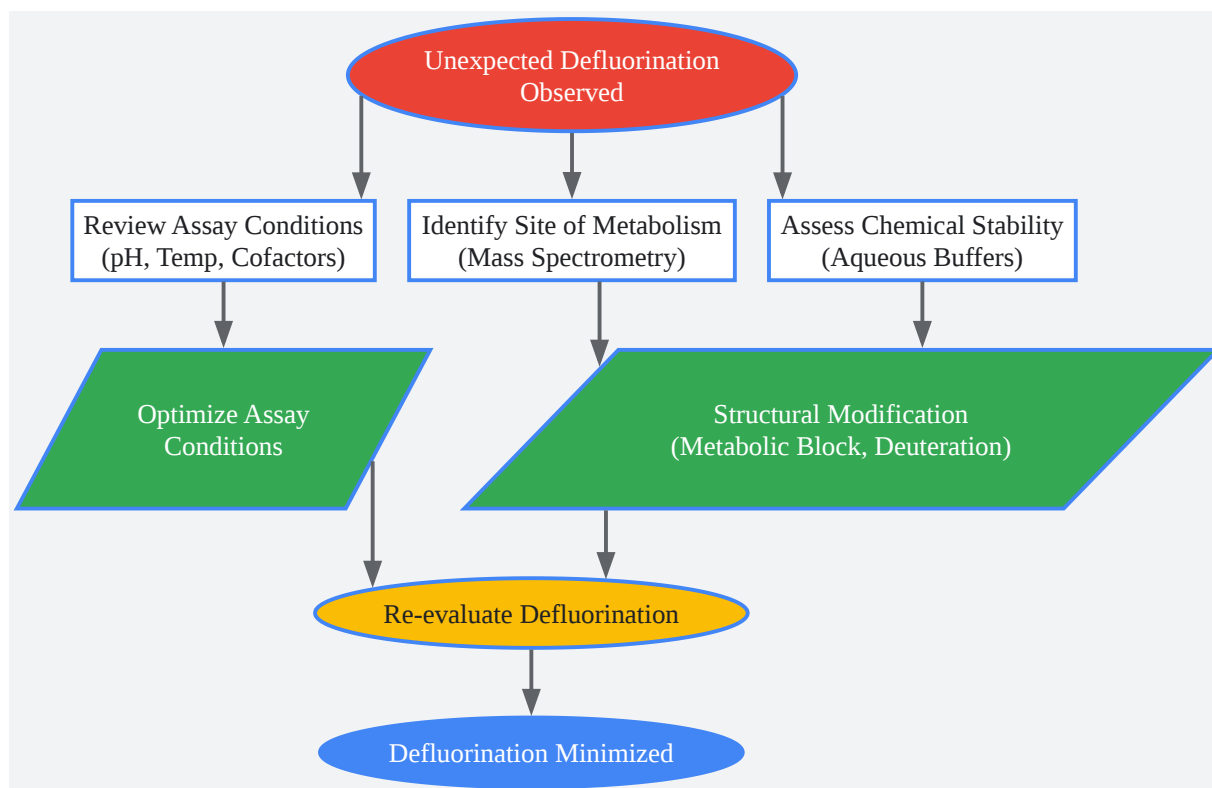 Unexpected Defluorination
Observed
Review Assay Conditions
(pH, Temp, Cofactors)
Identify Site of Metabolism
(Mass Spectrometry)
Assess Chemical Stability
(Aqueous Buffers)
Optimize Assay
Conditions
Structural Modification
(Metabolic Block, Deuteration)
Re-evaluate Defluorination
Defluorination Minimized